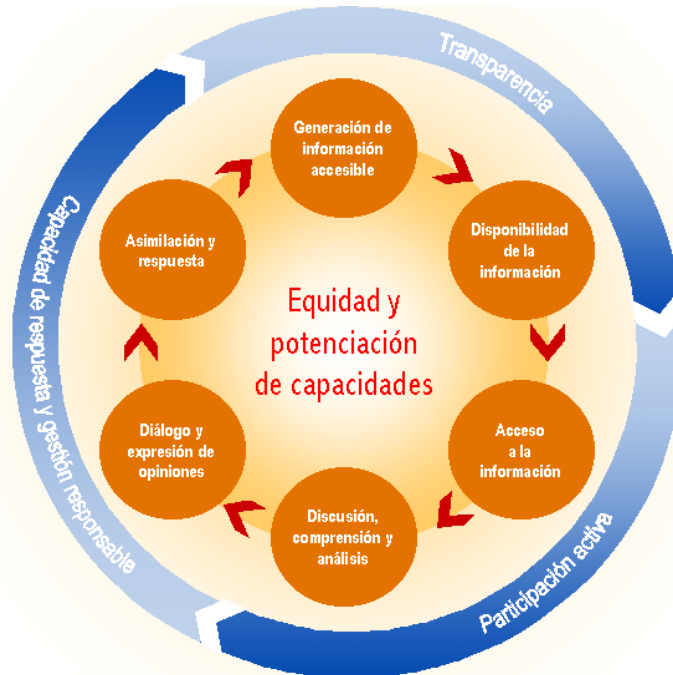 Transparencia
Generación de
información
accesible
Disponibilidad
de la
información
Acceso
a la
información
Discusión,
comprensión y
análisis
Diálogo y
expresión de
opiniones
Asimilación y
respuesta
Equidad y
potenciación
de capacidades
Participación activa
Capacidad de respuesta y gestión responsable